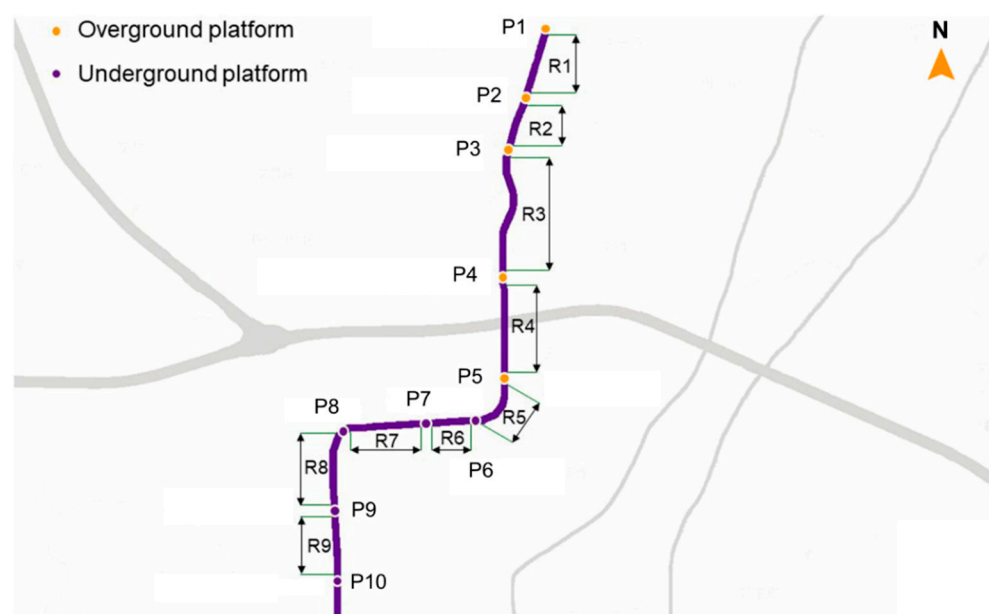 Overground platform
Underground platform
N
P1
R1
P2
R2
P3
R3
P4
R4
P5
R5
P6
P7
R6
P8
R7
R8
P9
R9
P10